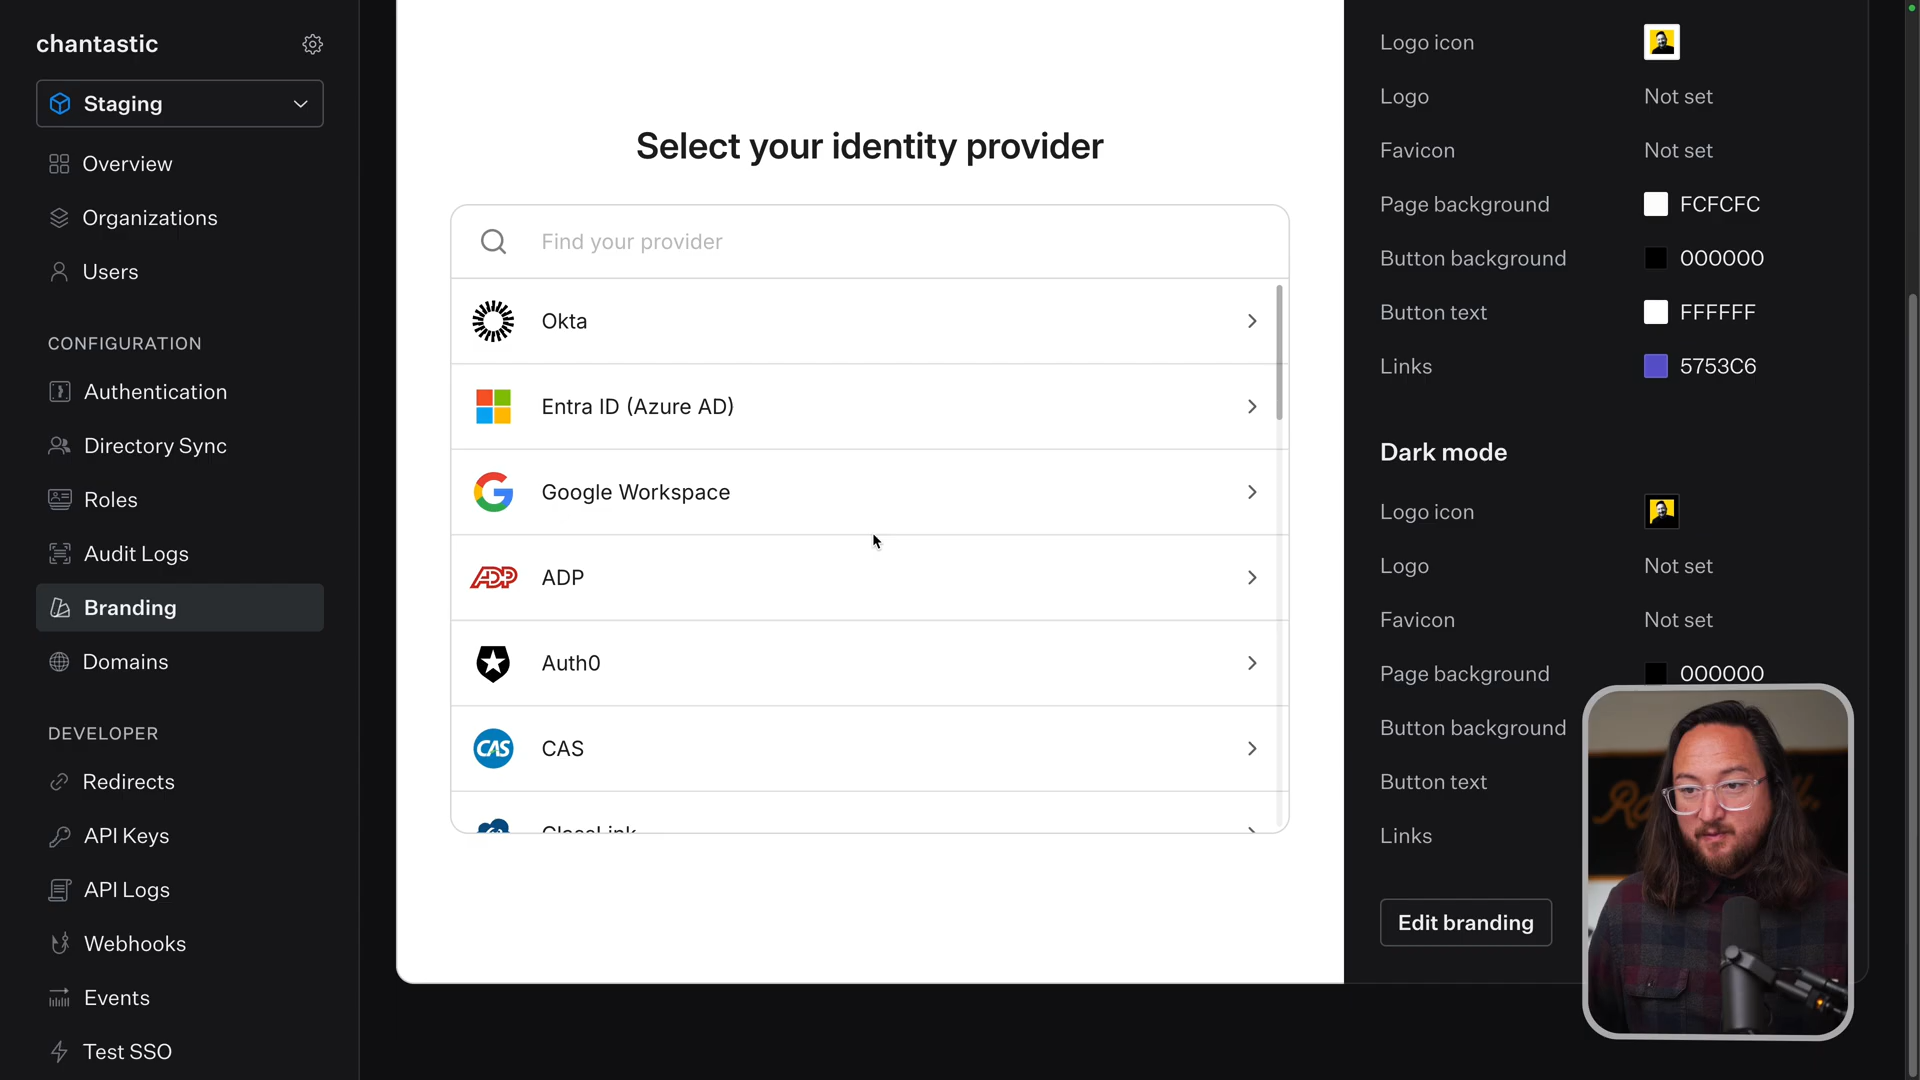 chantastic
Staging
Overview
Organizations
Users
CONFIGURATION
Authentication
Directory Sync
Roles
Audit Logs
Branding
Domains
DEVELOPER
Redirects
API Keys
API Logs
Webhooks
Events
Test SSO
Select your identity provider
Find your provider
Okta
Entra ID (Azure AD)
Google Workspace
ADP
ADP
Auth0
CAS
CAS
Logo icon
Logo Not set
Favicon Not set
Page background FCFCFC
Button background 000000
Button text FFFFFF
Links 5753C6
Dark mode
Logo icon
Logo Not set
Favicon Not set
Page background 000000
Button background
Button text
Links
Edit branding